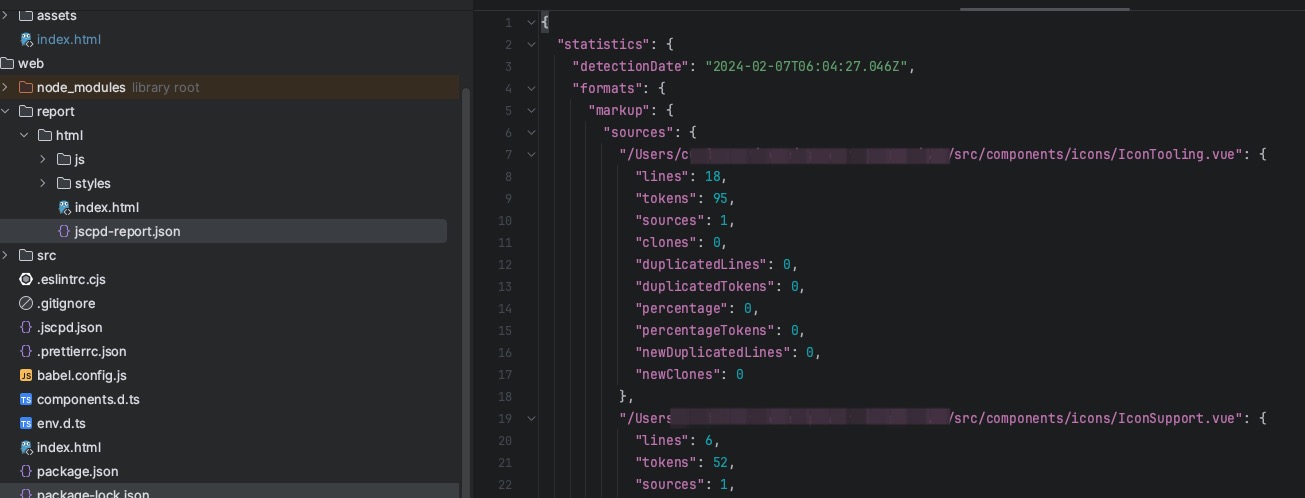 assets
index.html
web
node_modules library root
report
html
js
styles
index.html
jscpd-report.json
src
.eslintrc.cjs
.gitignore
.jscpd.json
.prettierrc.json
babel.config.js
components.d.ts
env.d.ts
index.html
package.json
package-lock.json
1 {
2 "statistics": {
3 "detectionDate": "2024-02-07T06:04:27.046Z",
4 "formats": {
5 "markup": {
6 "sources": {
7 "/Users/c /src/components/icons/IconTooling.vue": {
8 "lines": 18,
9 "tokens": 95,
10 "sources": 1,
11 "clones": 0,
12 "duplicatedLines": 0,
13 "duplicatedTokens": 0,
14 "percentage": 0,
15 "percentageTokens": 0,
16 "newDuplicatedLines": 0,
17 "newClones": 0
18 },
19 "/Users /src/components/icons/IconSupport.vue": {
20 "lines": 6,
21 "tokens": 52,
22 "sources": 1,